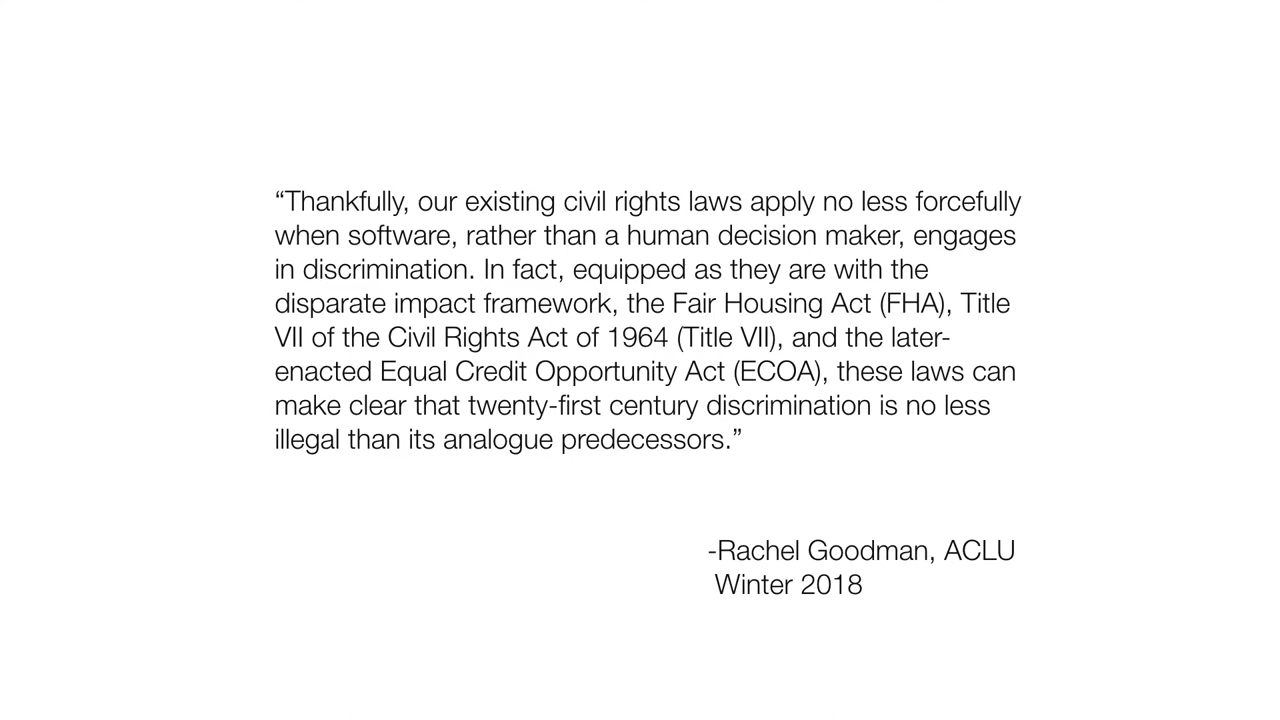 “Thankfully, our existing civil rights laws apply no less forcefully
when software, rather than a human decision maker, engages
in discrimination. In fact, equipped as they are with the
disparate impact framework, the Fair Housing Act (FHA), Title
VII of the Civil Rights Act of 1964 (Title VII), and the later-
enacted Equal Credit Opportunity Act (ECOA), these laws can
make clear that twenty-first century discrimination is no less
illegal than its analogue predecessors.”
-Rachel Goodman, ACLU
Winter 2018